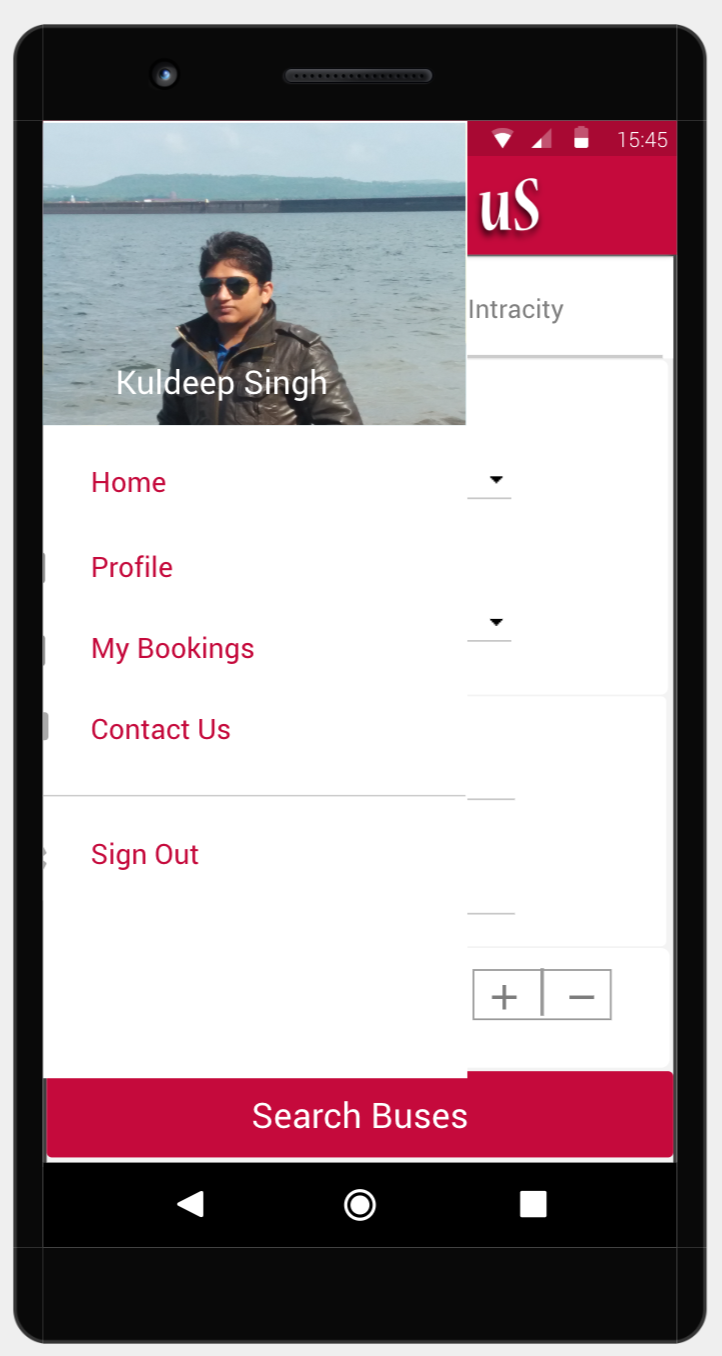 15:45
uS
Intracity
Kuldeep Singh
Home
Profile
My Bookings
Contact Us
Sign Out
+ −
Search Buses